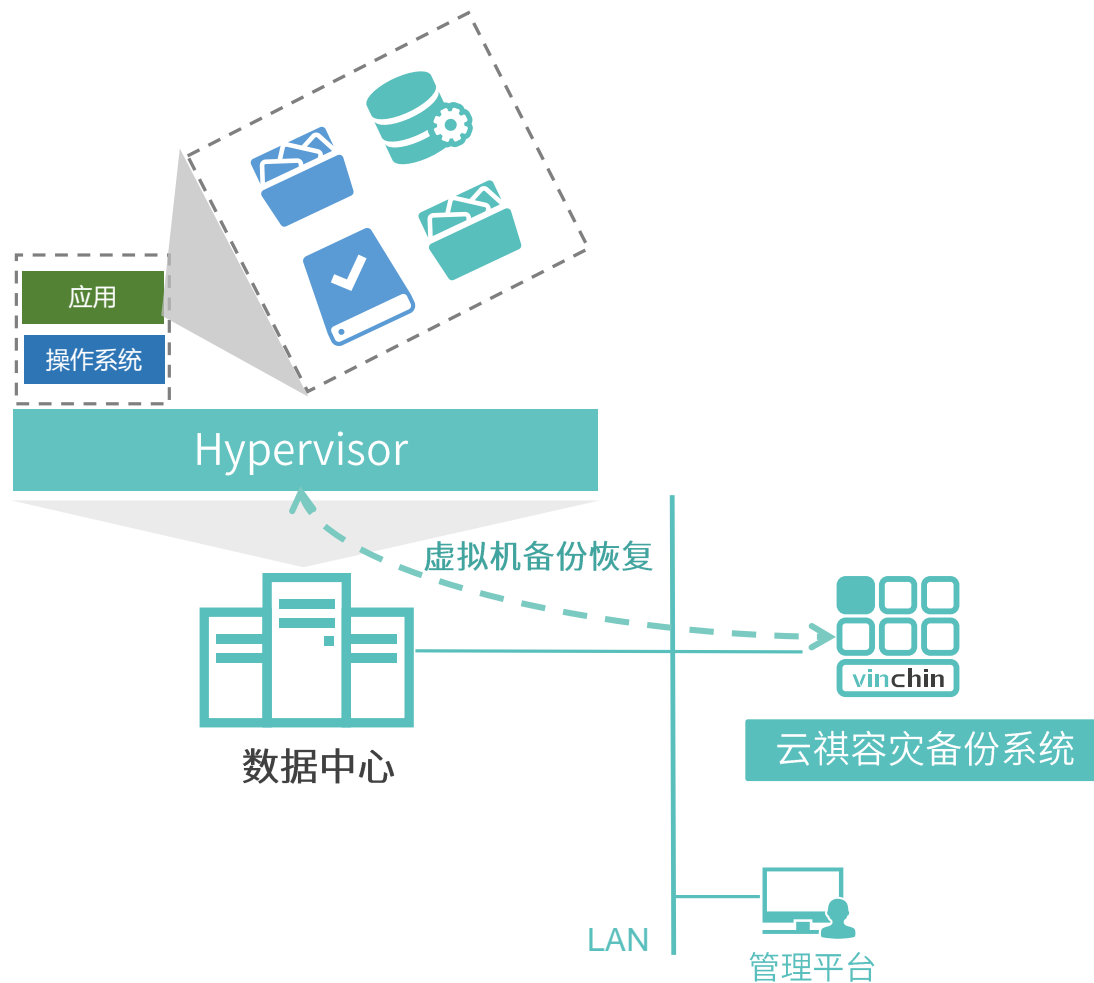 应用
操作系统
Hypervisor
虚拟机备份恢复
vinchin
云祺容灾备份系统
数据中心
LAN
管理平台